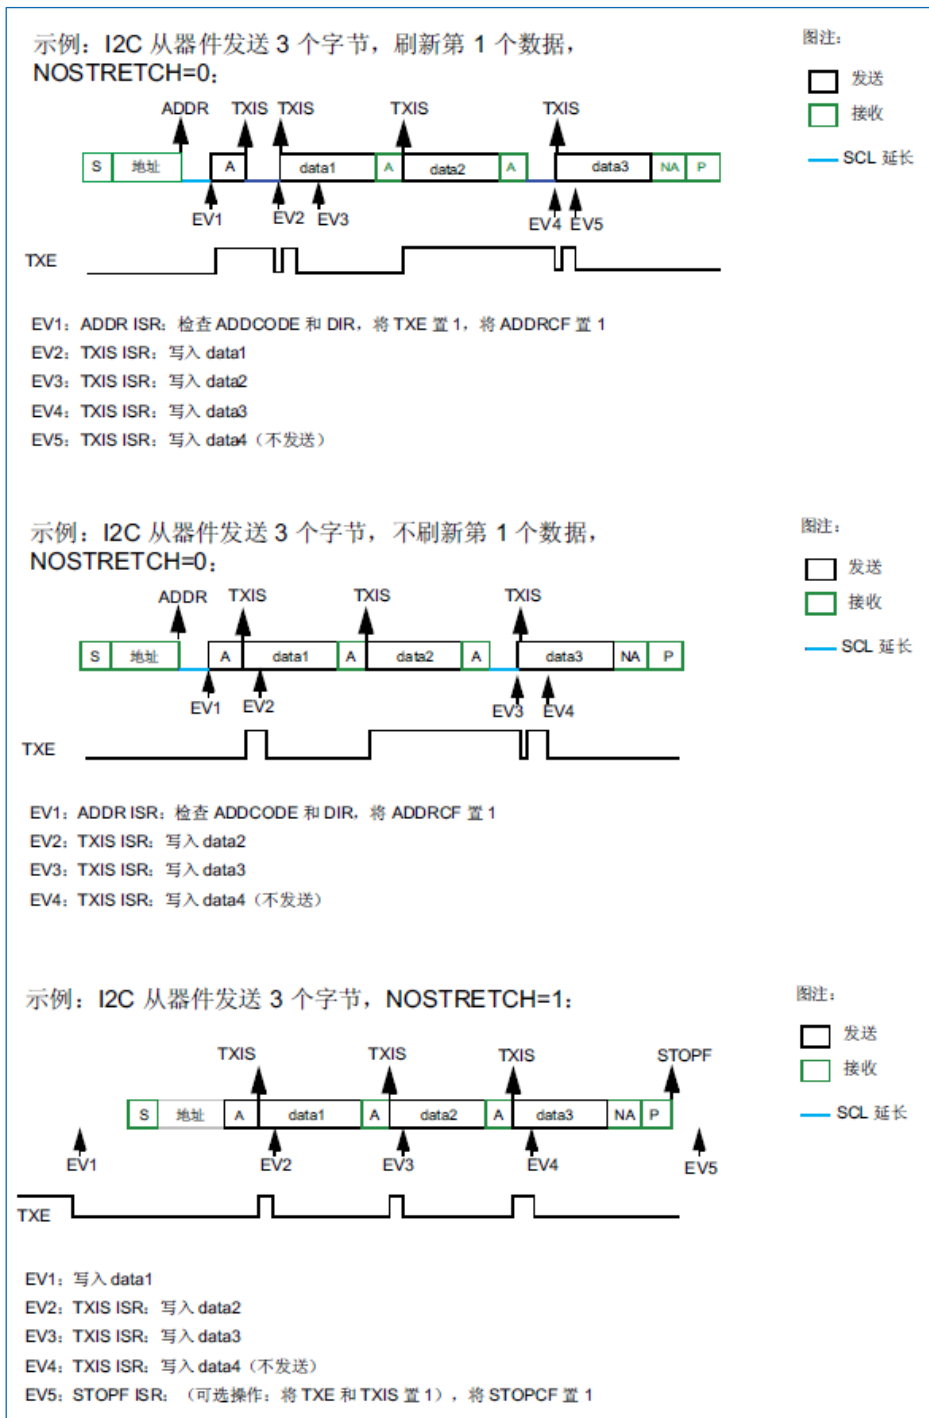 示例：I2C 从器件发送 3 个字节，刷新第 1 个数据，
NOSTRETCH=0：
图注：
发送
接收
SCL 延长
ADDR TXIS TXIS TXIS TXIS
S 地址 A data1 A data2 A data3 NA P
EV1 EV2 EV3 EV4 EV5
TXE
EV1：ADDR ISR：检查 ADDCODE 和 DIR，将 TXE 置 1，将 ADDRCF 置 1
EV2：TXIS ISR：写入 data1
EV3：TXIS ISR：写入 data2
EV4：TXIS ISR：写入 data3
EV5：TXIS ISR：写入 data4（不发送）
示例：I2C 从器件发送 3 个字节，不刷新第 1 个数据，
NOSTRETCH=0：
图注：
发送
接收
SCL 延长
ADDR TXIS TXIS TXIS
S 地址 A data1 A data2 A data3 NA P
EV1 EV2 EV3 EV4
TXE
EV1：ADDR ISR：检查 ADDCODE 和 DIR，将 ADDRCF 置 1
EV2：TXIS ISR：写入 data2
EV3：TXIS ISR：写入 data3
EV4：TXIS ISR：写入 data4（不发送）
示例：I2C 从器件发送 3 个字节，NOSTRETCH=1：
图注：
发送
接收
SCL 延长
TXIS TXIS TXIS STOPF
S 地址 A data1 A data2 A data3 NA P
EV1 EV2 EV3 EV4 EV5
TXE
EV1：写入 data1
EV2：TXIS ISR：写入 data2
EV3：TXIS ISR：写入 data3
EV4：TXIS ISR：写入 data4（不发送）
EV5：STOPF ISR：（可选操作：将 TXE 和 TXIS 置 1），将 STOPCF 置 1